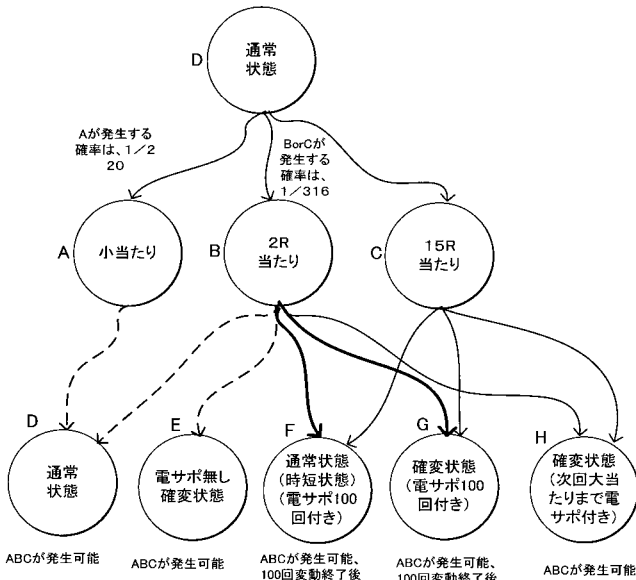 D
通常
状態
Aが発生する
確率は、1/2
20
BorCが
発生する
確率は、
1/316
A
小当たり
B
2R
当たり
C
15R
当たり
D
通常
状態
E
電サポ無し
確変状態
F
通常状態
(時短状態)
(電サポ100
回付き)
G
確変状態
(電サポ100
回付き)
H
確変状態
(次回大当
たりまで電
サポ付き)
ABCが発生可能
ABCが発生可能
ABCが発生可能、
100回変動終了後
ABCが発生可能、
100回変動終了後
ABCが発生可能